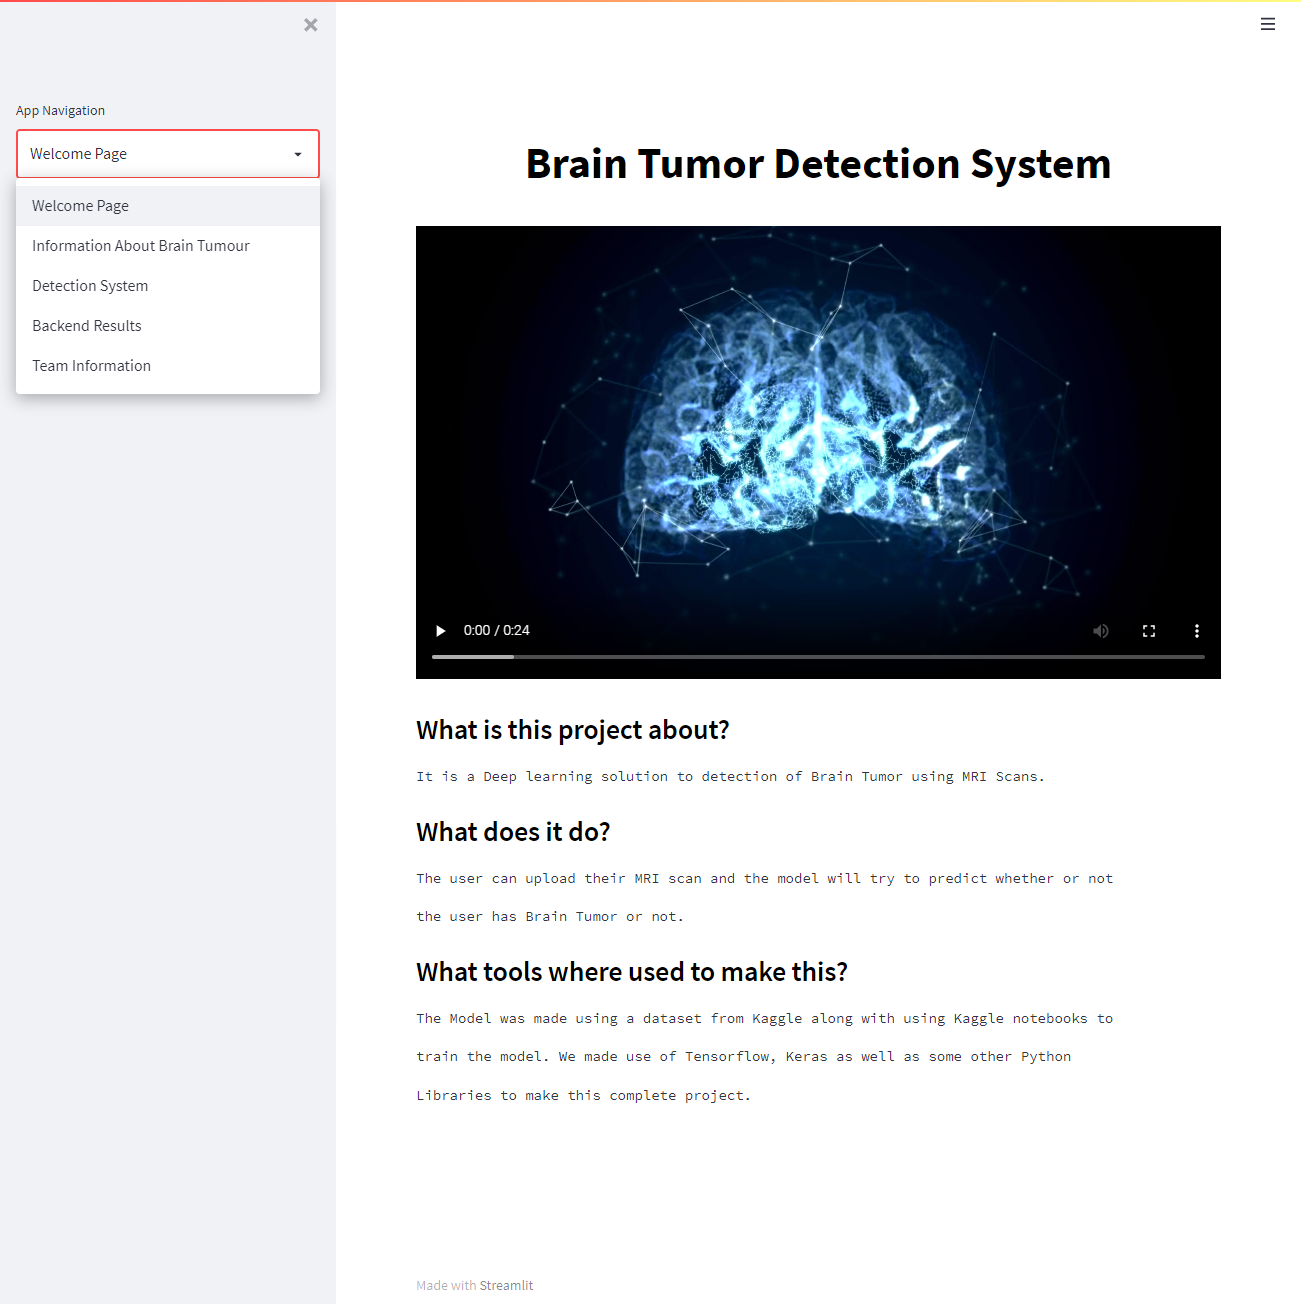 App Navigation
Welcome Page
Welcome Page
Information About Brain Tumour
Detection System
Backend Results
Team Information
Brain Tumor Detection System
0:00 / 0:24
What is this project about?
It is a Deep learning solution to detection of Brain Tumor using MRI Scans.
What does it do?
The user can upload their MRI scan and the model will try to predict whether or not
the user has Brain Tumor or not.
What tools where used to make this?
The Model was made using a dataset from Kaggle along with using Kaggle notebooks to
train the model. We made use of Tensorflow, Keras as well as some other Python
Libraries to make this complete project.
Made with Streamlit